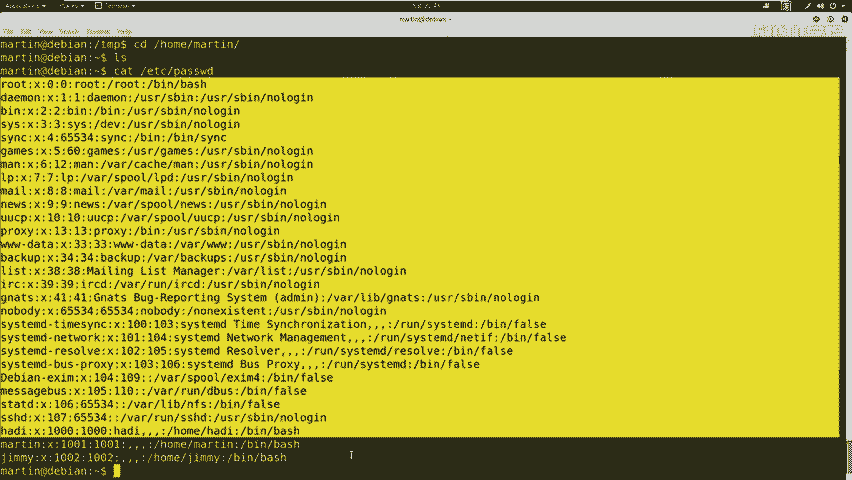 martin@debian: ~
martin@debian:/tmp$ cd /home/martin/
martin@debian:~$ ls
martin@debian:~$ cat /etc/passwd
root:x:0:0:root:/root:/bin/bash
daemon:x:1:1:daemon:/usr/sbin:/usr/sbin/nologin
bin:x:2:2:bin:/bin:/usr/sbin/nologin
sys:x:3:3:sys:/dev:/usr/sbin/nologin
sync:x:4:65534:sync:/bin:/bin/sync
games:x:5:60:games:/usr/games:/usr/sbin/nologin
man:x:6:12:man:/var/cache/man:/usr/sbin/nologin
lp:x:7:7:lp:/var/spool/lpd:/usr/sbin/nologin
mail:x:8:8:mail:/var/mail:/usr/sbin/nologin
news:x:9:9:news:/var/spool/news:/usr/sbin/nologin
uucp:x:10:10:uucp:/var/spool/uucp:/usr/sbin/nologin
proxy:x:13:13:proxy:/bin:/usr/sbin/nologin
www-data:x:33:33:www-data:/var/www:/usr/sbin/nologin
backup:x:34:34:backup:/var/backups:/usr/sbin/nologin
list:x:38:38:Mailing List Manager:/var/list:/usr/sbin/nologin
irc:x:39:39:ircd:/var/run/ircd:/usr/sbin/nologin
gnats:x:41:41:Gnats Bug-Reporting System (admin):/var/lib/gnats:/usr/sbin/nologin
nobody:x:65534:65534:nobody:/nonexistent:/usr/sbin/nologin
systemd-timesync:x:100:103:systemd Time Synchronization,,,:/run/systemd:/bin/false
systemd-network:x:101:104:systemd Network Management,,,:/run/systemd/netif:/bin/false
systemd-resolve:x:102:105:systemd Resolver,,,:/run/systemd/resolve:/bin/false
systemd-bus-proxy:x:103:106:systemd Bus Proxy,,,:/run/systemd:/bin/false
Debian-exim:x:104:109::/var/spool/exim4:/bin/false
messagebus:x:105:110::/var/run/dbus:/bin/false
statd:x:106:65534::/var/lib/nfs:/bin/false
sshd:x:107:65534::/var/run/sshd:/usr/sbin/nologin
hadi:x:1000:1000:hadi,,,:/home/hadi:/bin/bash
martin:x:1001:1001:,,,:/home/martin:/bin/bash
jimmy:x:1002:1002:,,,:/home/jimmy:/bin/bash
martin@debian:~$